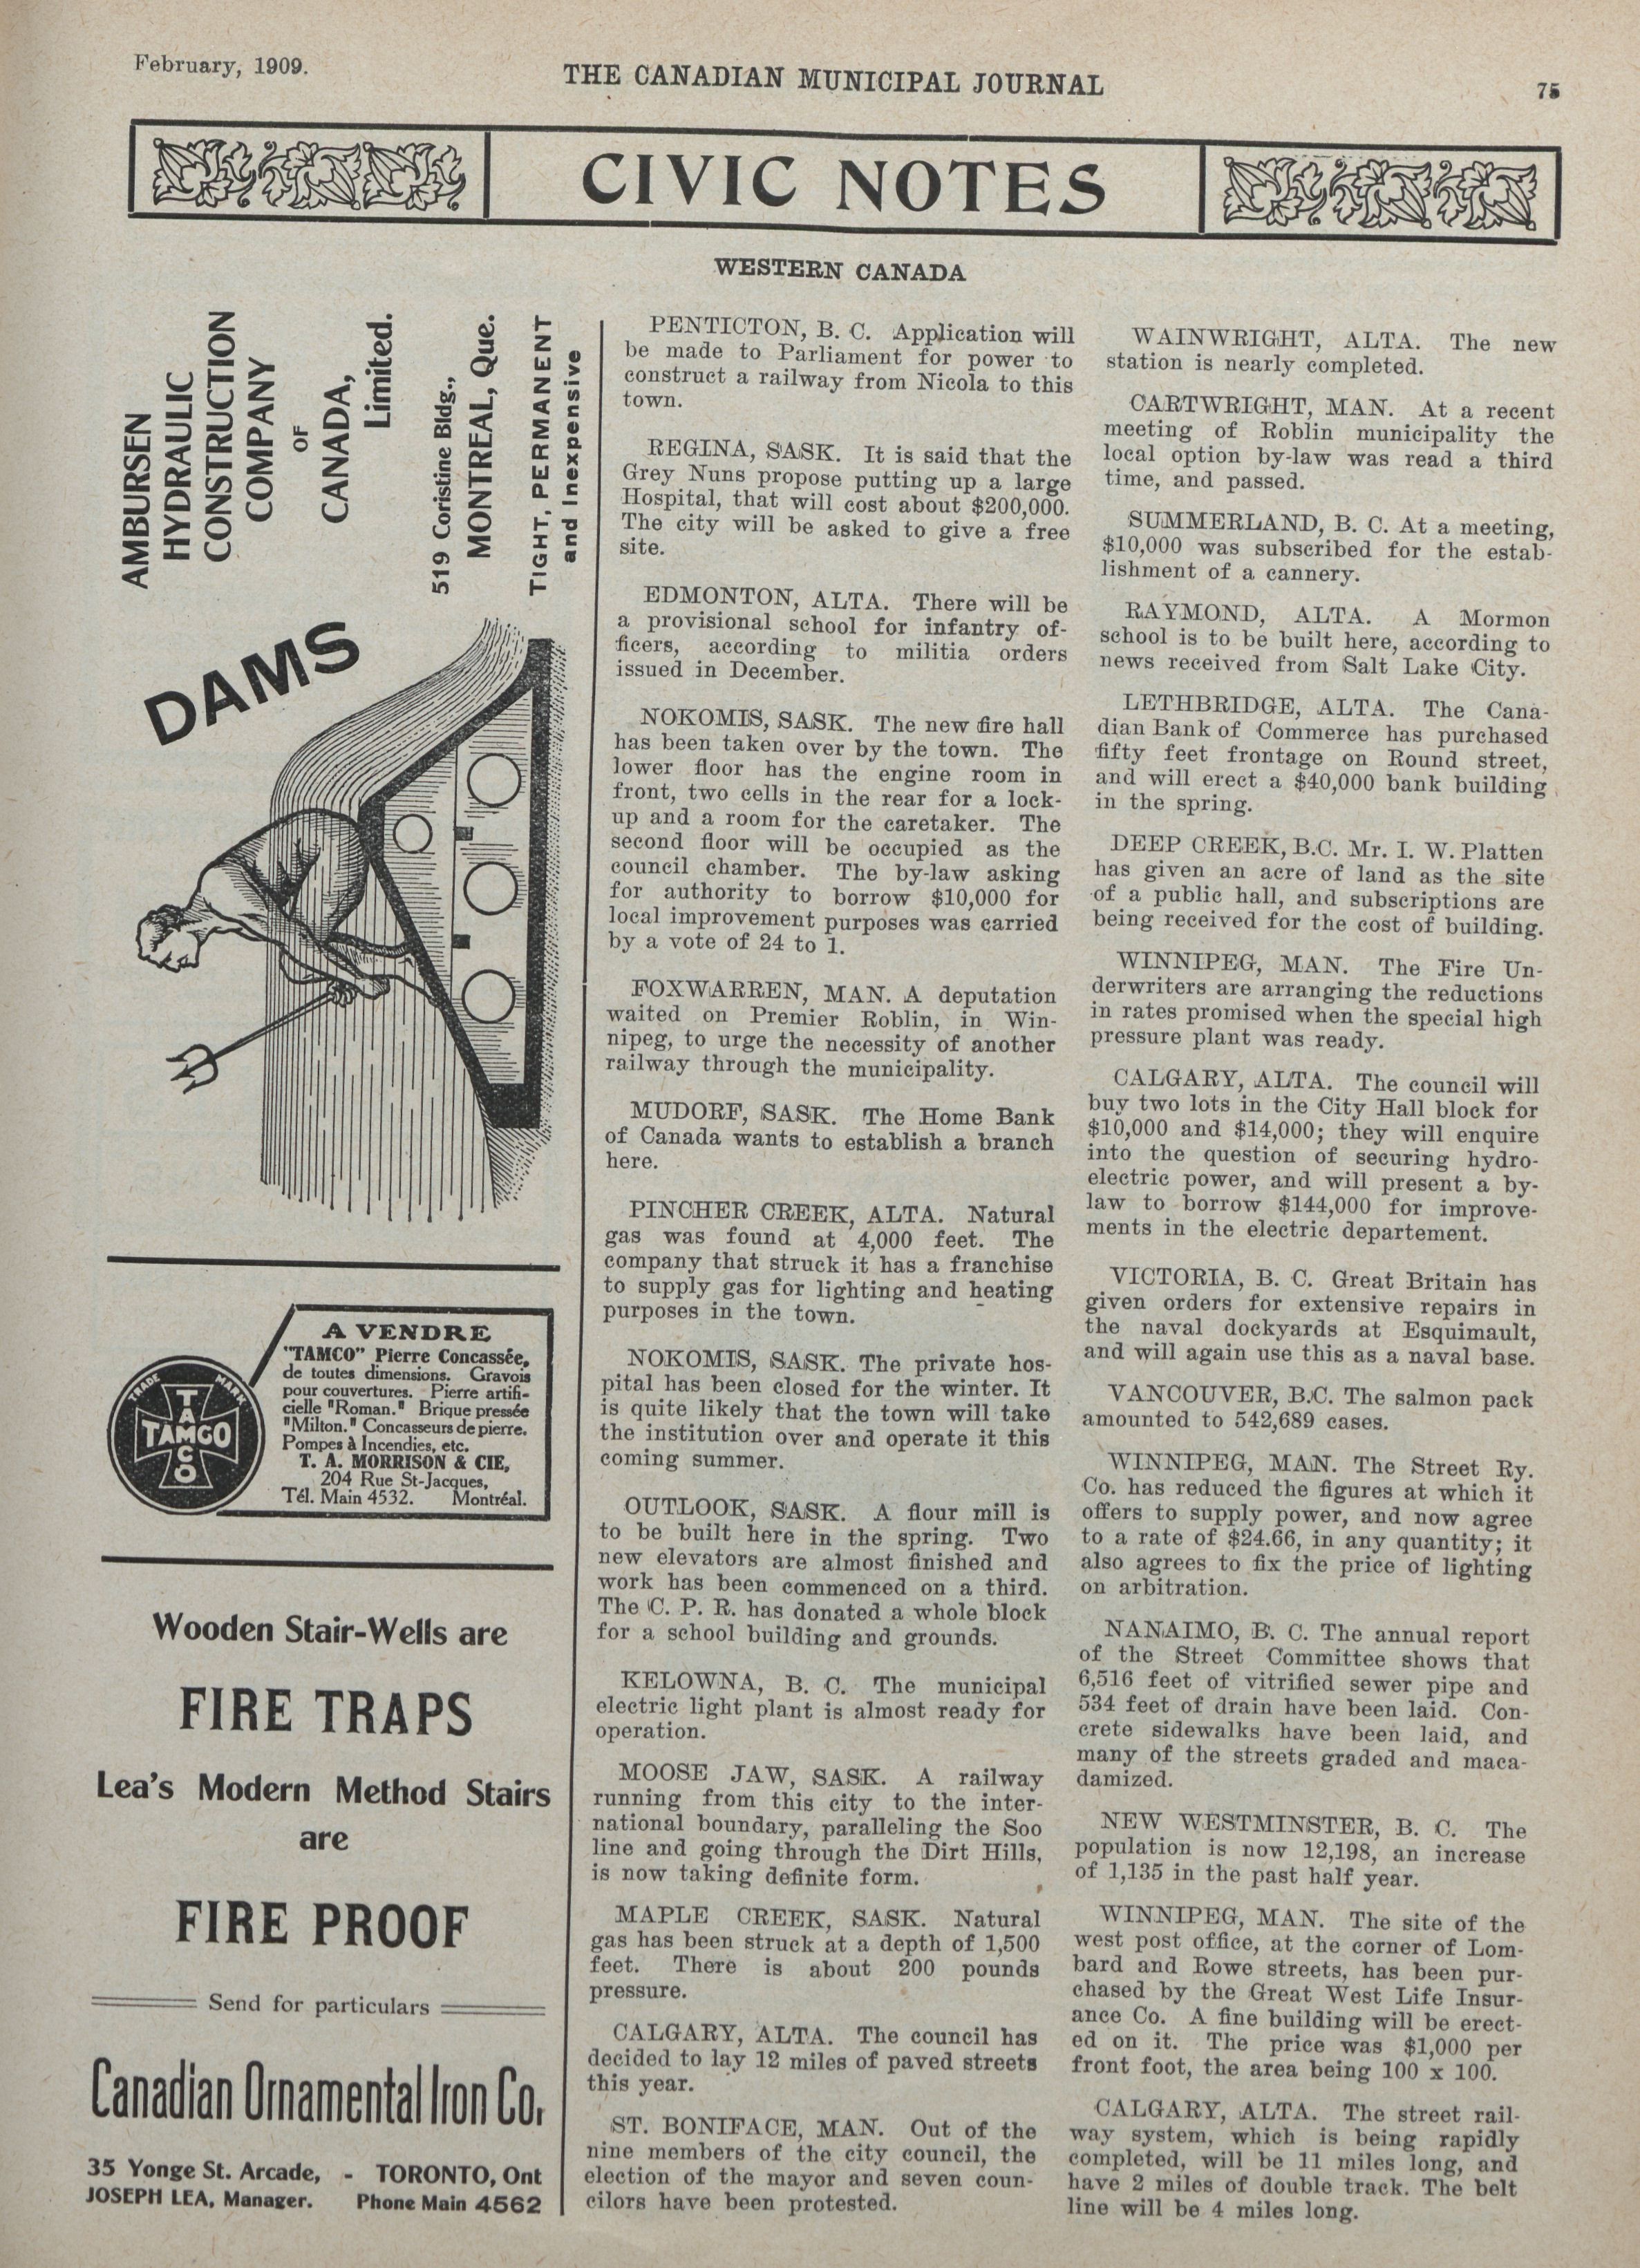 February, 1909.
THE CANADIAN MUNICIPAL JOURNAL
75
CIVIC NOTES
WESTERN CANADA
AMBURSEN
HYDRAULIC
CONSTRUCTION
COMPANY
OF
CANADA,
Limited.
519 Coristine Bldg.,
MONTREAL, Que.
TIGHT, PERMANENT
and Inexpensive
DAMS
A VENDRE
"TAMCO" Pierre Concassée,
de toutes dimensions. Gravois
pour couvertures. Pierre artifi-
cielle "Roman." Brique pressée
"Milton." Concasseurs de pierre.
Pompes à Incendies, etc.
T. A. MORRISON & CIE,
204 Rue St-Jacques,
Tél. Main 4532. Montréal.
TRADE MARK
TAMCO
TAMCO
Wooden Stair-Wells are
FIRE TRAPS
Lea's Modern Method Stairs
are
FIRE PROOF
Send for particulars
Canadian Ornamental Iron Co.
35 Yonge St. Arcade, - TORONTO, Ont
JOSEPH LEA, Manager. Phone Main 4562
PENTICTON, B. C. Application will
be made to Parliament for power to
construct a railway from Nicola to this
town.
REGINA, SASK. It is said that the
Grey Nuns propose putting up a large
Hospital, that will cost about $200,000.
The city will be asked to give a free
site.
EDMONTON, ALTA. There will be
a provisional school for infantry of-
ficers, according to militia orders
issued in December.
NOKOMIS, SASK. The new fire hall
has been taken over by the town. The
lower floor has the engine room in
front, two cells in the rear for a lock-
up and a room for the caretaker. The
second floor will be occupied as the
council chamber. The by-law asking
for authority to borrow $10,000 for
local improvement purposes was carried
by a vote of 24 to 1.
FOXWARREN, MAN. A deputation
waited on Premier Roblin, in Win-
nipeg, to urge the necessity of another
railway through the municipality.
MUDORF, SASK. The Home Bank
of Canada wants to establish a branch
here.
PINCHER CREEK, ALTA. Natural
gas was found at 4,000 feet. The
company that struck it has a franchise
to supply gas for lighting and heating
purposes in the town.
NOKOMIS, SASK. The private hos-
pital has been closed for the winter. It
is quite likely that the town will take
the institution over and operate it this
coming summer.
OUTLOOK, SASK. A flour mill is
to be built here in the spring. Two
new elevators are almost finished and
work has been commenced on a third.
The C. P. R. has donated a whole block
for a school building and grounds.
KELOWNA, B. C. The municipal
electric light plant is almost ready for
operation.
MOOSE JAW, SASK. A railway
running from this city to the inter-
national boundary, paralleling the Soo
line and going through the Dirt Hills,
is now taking definite form.
MAPLE CREEK, SASK. Natural
gas has been struck at a depth of 1,500
feet. There is about 200 pounds
pressure.
CALGARY, ALTA. The council has
decided to lay 12 miles of paved streets
this year.
ST. BONIFACE, MAN. Out of the
nine members of the city council, the
election of the mayor and seven coun-
cilors have been protested.
WAINWRIGHT, ALTA. The new
station is nearly completed.
CARTWRIGHT, MAN. At a recent
meeting of Roblin municipality the
local option by-law was read a third
time, and passed.
SUMMERLAND, B. C. At a meeting,
$10,000 was subscribed for the estab-
lishment of a cannery.
RAYMOND, ALTA. A Mormon
school is to be built here, according to
news received from Salt Lake City.
LETHBRIDGE, ALTA. The Cana-
dian Bank of Commerce has purchased
fifty feet frontage on Round street,
and will erect a $40,000 bank building
in the spring.
DEEP CREEK, B.C. Mr. I. W. Platten
has given an acre of land as the site
of a public hall, and subscriptions are
being received for the cost of building.
WINNIPEG, MAN. The Fire Un-
derwriters are arranging the reductions
in rates promised when the special high
pressure plant was ready.
CALGARY, ALTA. The council will
buy two lots in the City Hall block for
$10,000 and $14,000; they will enquire
into the question of securing hydro-
electric power, and will present a by-
law to borrow $144,000 for improve-
ments in the electric departement.
VICTORIA, B. C. Great Britain has
given orders for extensive repairs in
the naval dockyards at Esquimault,
and will again use this as a naval base.
VANCOUVER, B.C. The salmon pack
amounted to 542,689 cases.
WINNIPEG, MAN. The Street Ry.
Co. has reduced the figures at which it
offers to supply power, and now agree
to a rate of $24.66, in any quantity; it
also agrees to fix the price of lighting
on arbitration.
NANAIMO, B. C. The annual report
of the Street Committee shows that
6,516 feet of vitrified sewer pipe and
534 feet of drain have been laid. Con-
crete sidewalks have been laid, and
many of the streets graded and maca-
damized.
NEW WESTMINSTER, B. C. The
population is now 12,198, an increase
of 1,135 in the past half year.
WINNIPEG, MAN. The site of the
west post office, at the corner of Lom-
bard and Rowe streets, has been pur-
chased by the Great West Life Insur-
ance Co. A fine building will be erect-
ed on it. The price was $1,000 per
front foot, the area being 100 x 100.
CALGARY, ALTA. The street rail-
way system, which is being rapidly
completed, will be 11 miles long, and
have 2 miles of double track. The belt
line will be 4 miles long.